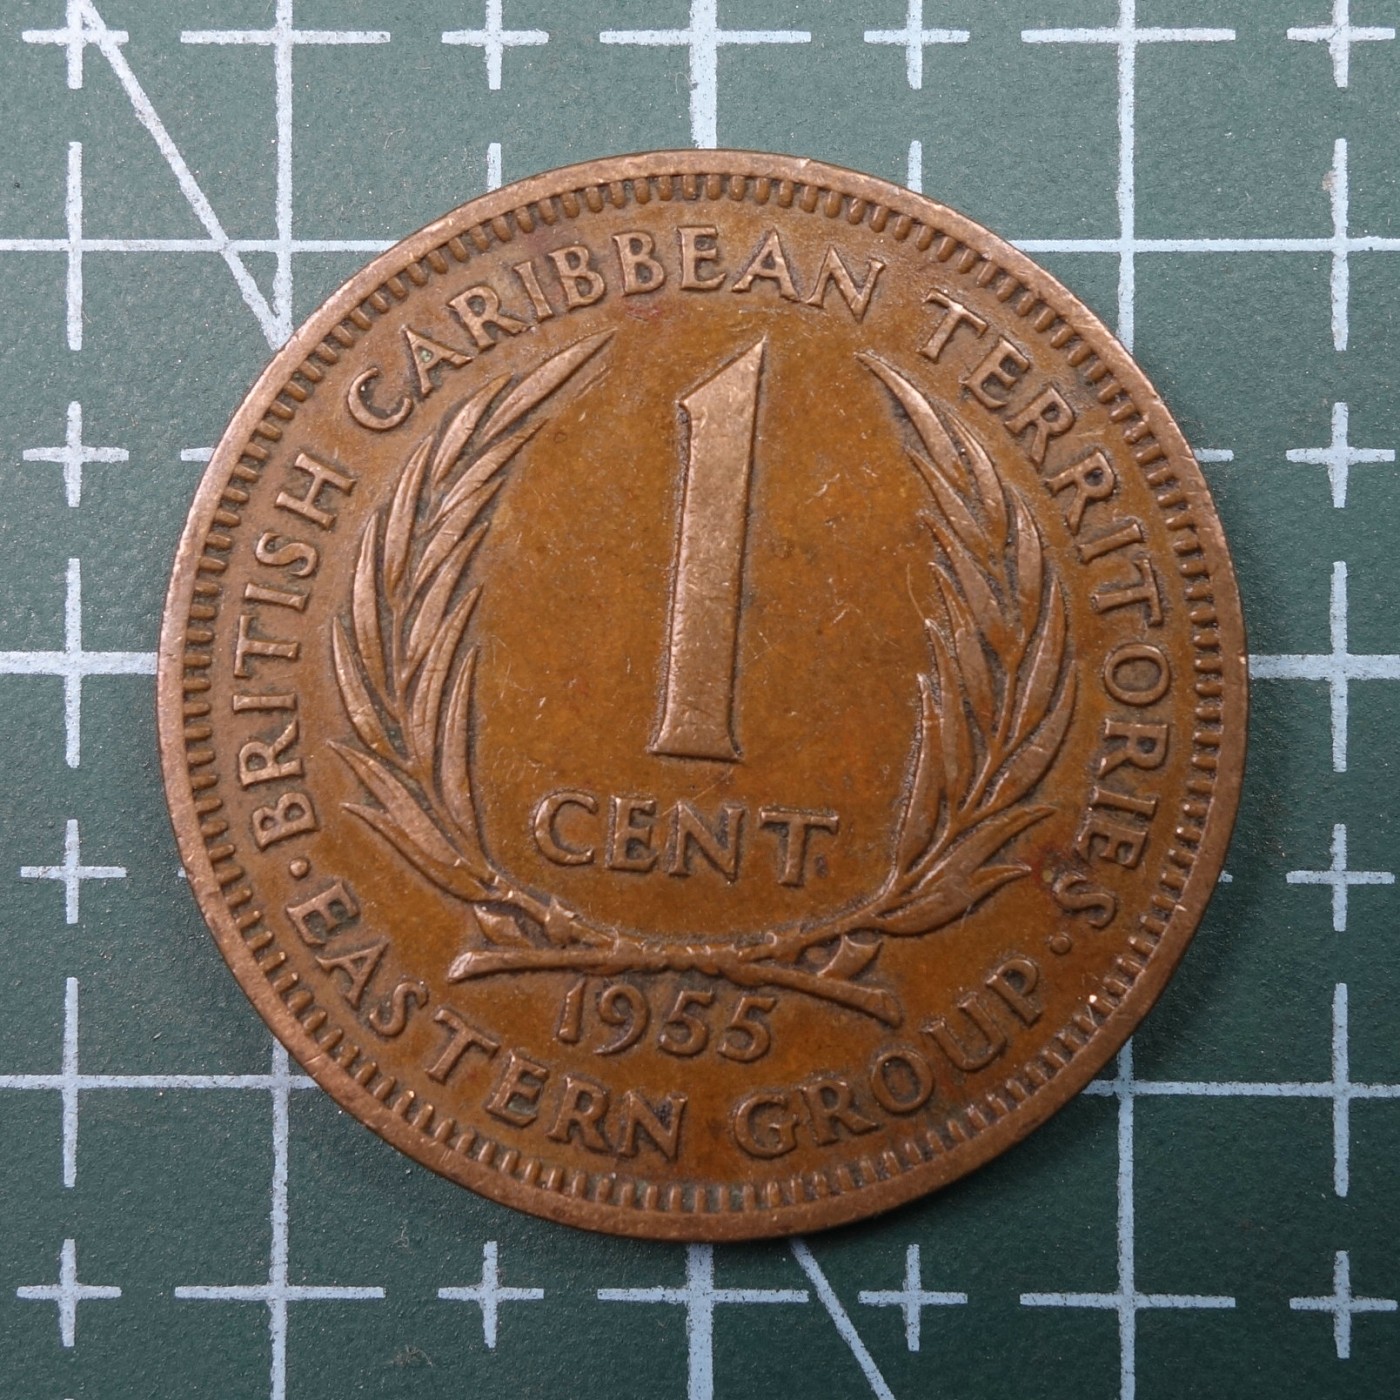 BRITISH CARIBBEAN TERRITORIES
1
CENT
1955
· EASTERN GROUP ·